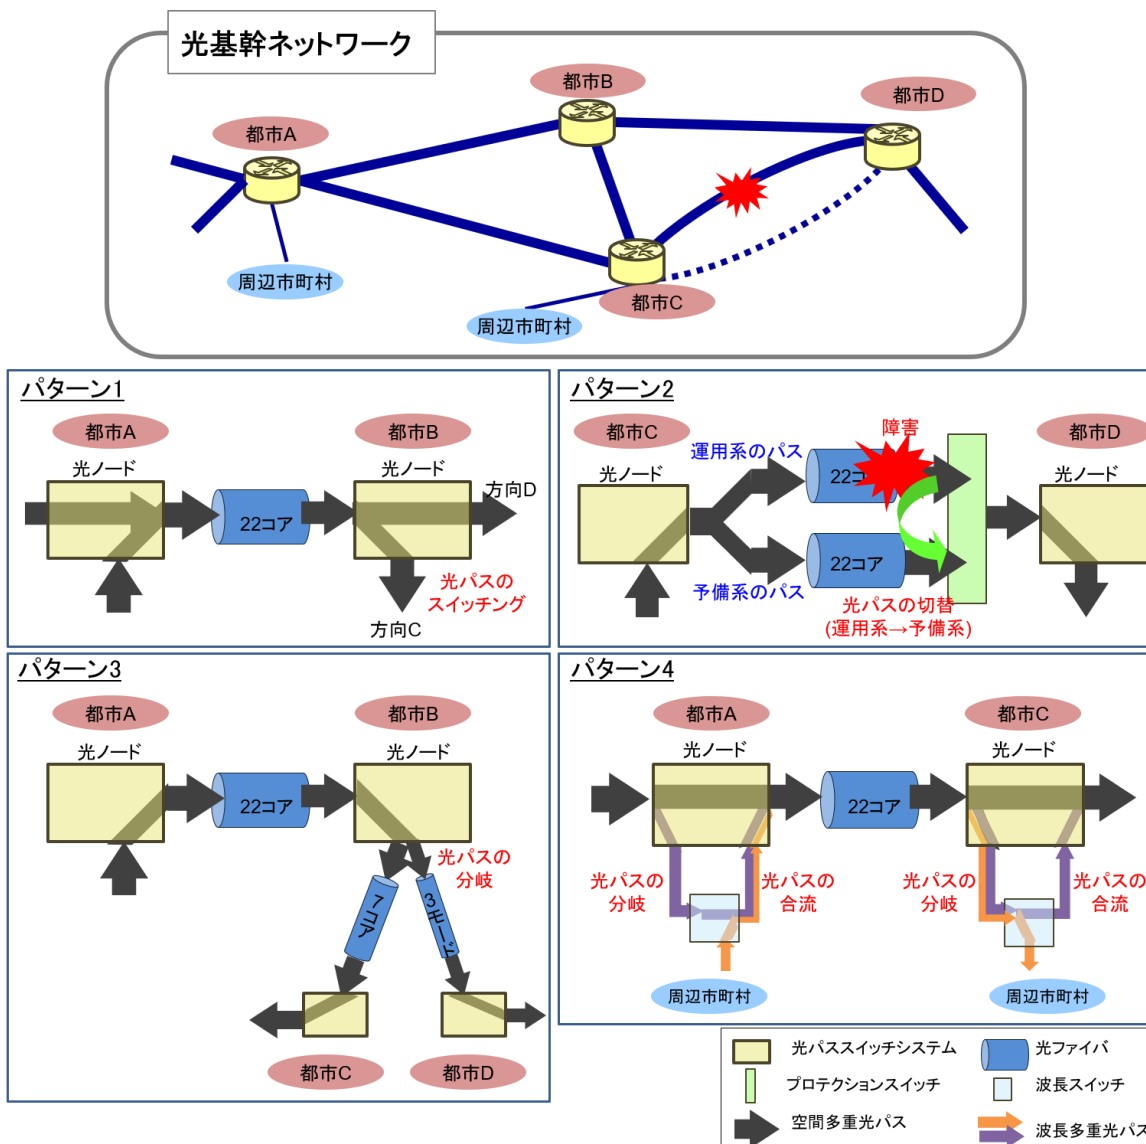 光基幹ネットワーク
都市B
都市D
都市A
周辺市町村
都市C
周辺市町村
パターン1
都市A
都市B
光ノード
光ノード
方向D
22コア
光パスの
スイッチング
方向C
パターン2
都市C
障害
都市D
光ノード
運用系のパス
光ノード
22コア
22コア
予備系のパス
光パスの切替
(運用系→予備系)
パターン3
都市A
都市B
光ノード
光ノード
22コア
光パスの
分岐
7コア
3モード
都市C
都市D
パターン4
都市A
都市C
光ノード
光ノード
22コア
光パスの
分岐
光パスの
合流
光パスの
分岐
光パスの
合流
周辺市町村
周辺市町村
光パススイッチシステム
光ファイバ
プロテクションスイッチ
波長スイッチ
空間多重光パス
波長多重光パス